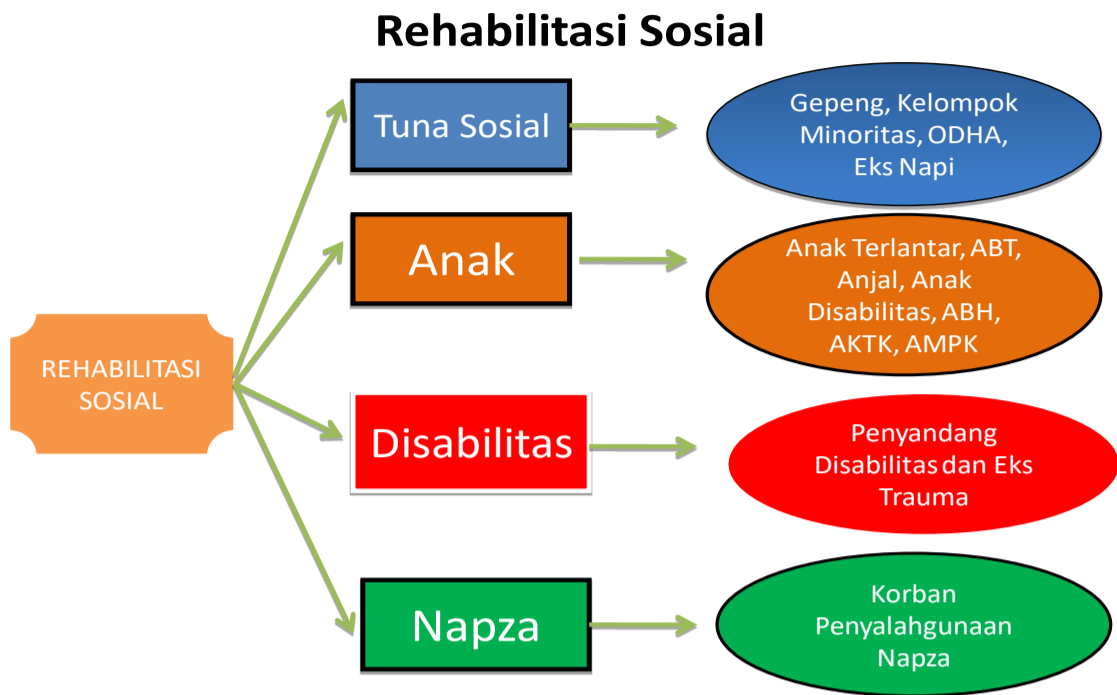 Rehabilitasi Sosial
REHABILITASI
SOSIAL
Tuna Sosial
Gepeng, Kelompok
Minoritas, ODHA,
Eks Napi
Anak
Anak Terlantar, ABT,
Anjal, Anak
Disabilitas, ABH,
AKTK, AMPK
Disabilitas
Penyandang
Disabilitas dan Eks
Trauma
Napza
Korban
Penyalahgunaan
Napza